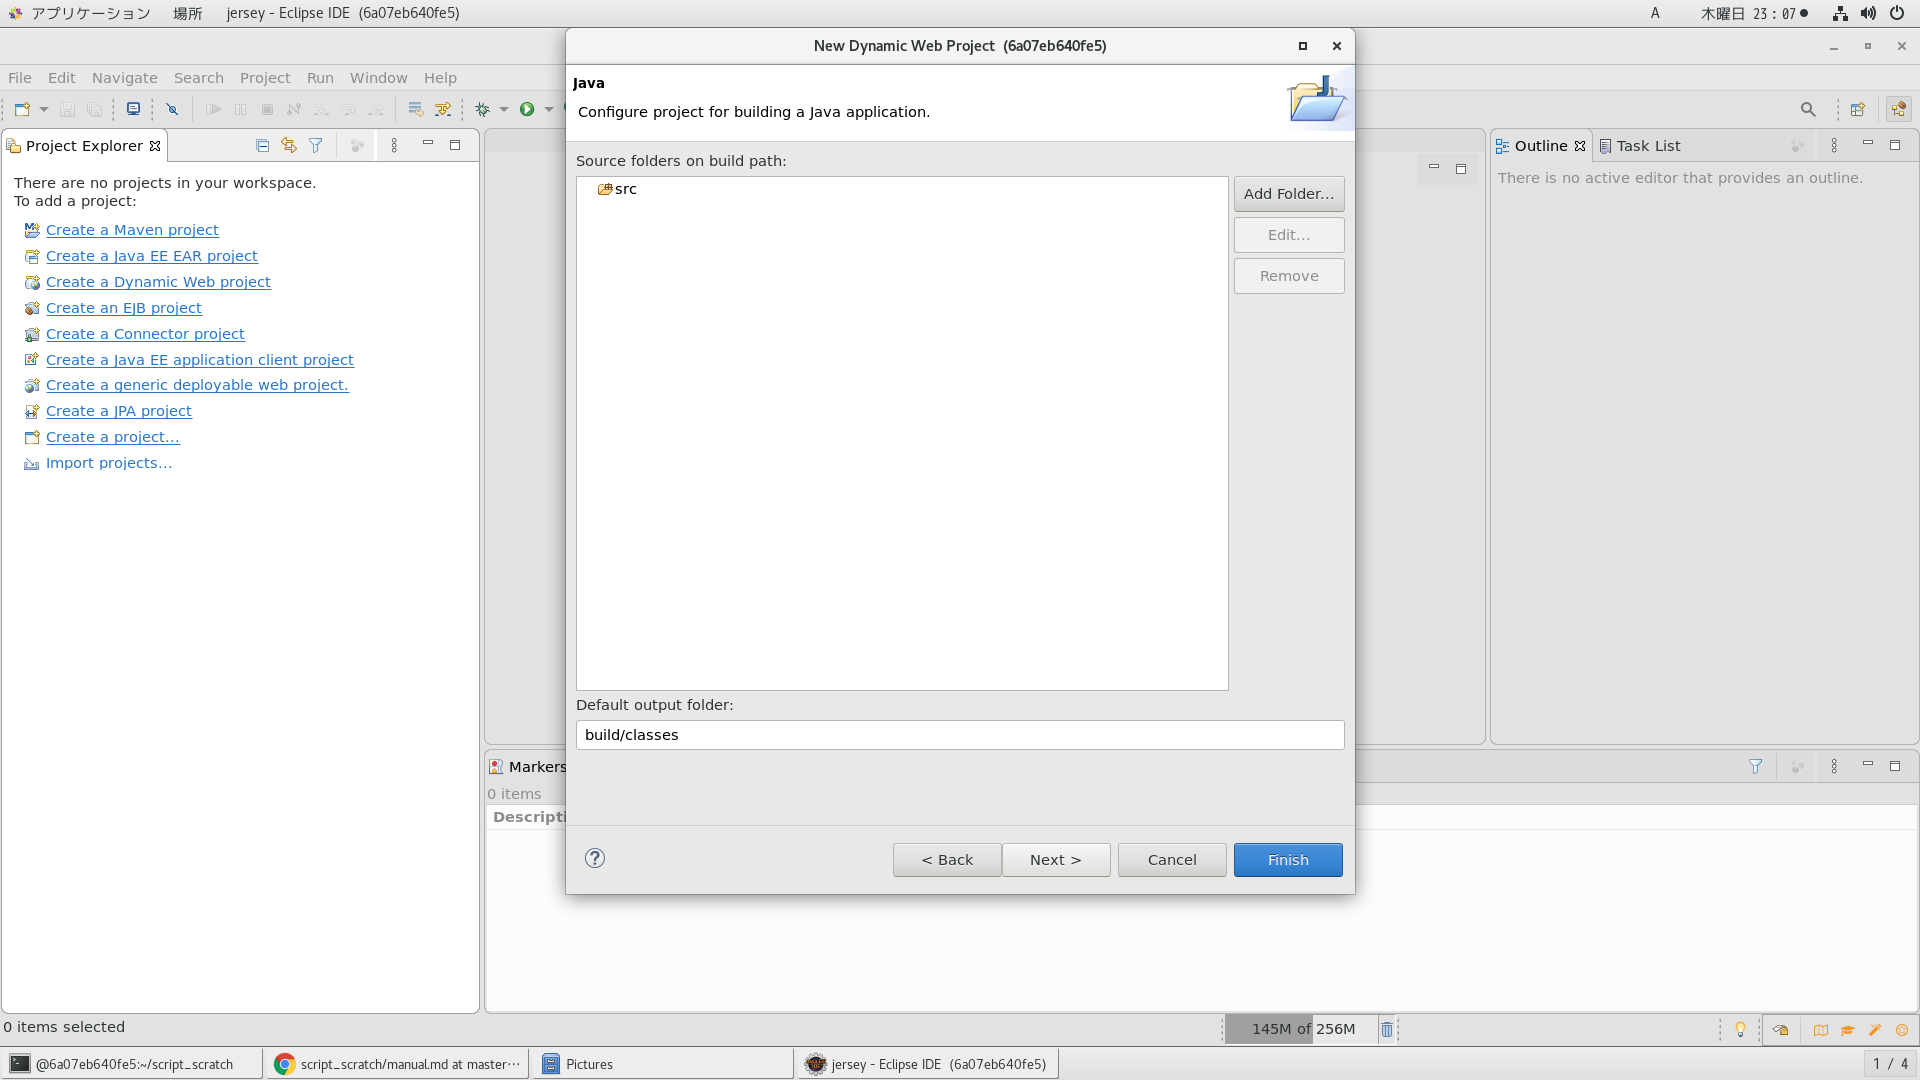 アプリケーション 場所 jersey - Eclipse IDE (6a07eb640fe5) A 木曜日 23 : 07
New Dynamic Web Project (6a07eb640fe5)
File Edit Navigate Search Project Run Window Help
Java
Configure project for building a Java application.
Project Explorer
There are no projects in your workspace.
To add a project:
Create a Maven project
Create a Java EE EAR project
Create a Dynamic Web project
Create an EJB project
Create a Connector project
Create a Java EE application client project
Create a generic deployable web project.
Create a JPA project
Create a project...
Import projects...
Source folders on build path:
src
Add Folder...
Edit...
Remove
Default output folder:
build/classes
< Back Next > Cancel Finish
Outline Task List
There is no active editor that provides an outline.
Markers
0 items
Descripti
0 items selected
145M of 256M
@6a07eb640fe5:~/script_scratch script_scratch/manual.md at master··· Pictures jersey - Eclipse IDE (6a07eb640fe5) 1 / 4